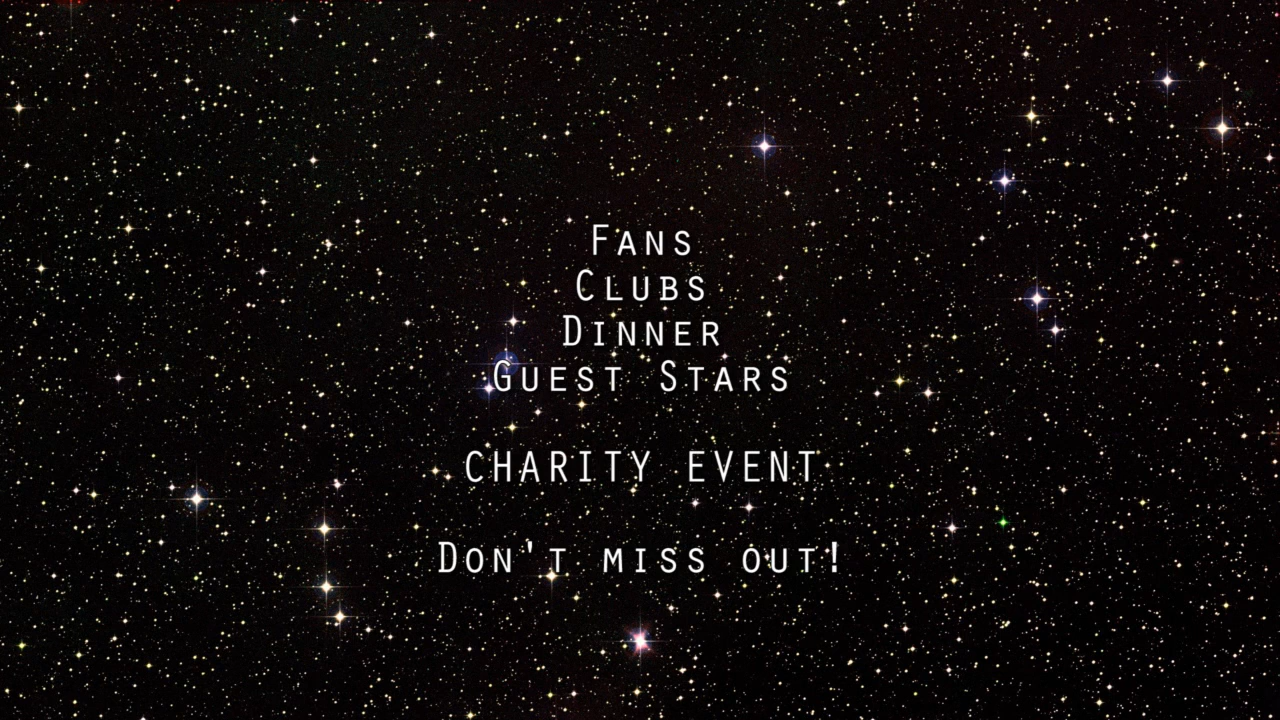 Fans
Clubs
Dinner
Guest Stars
CHARITY EVENT
Don't miss out!